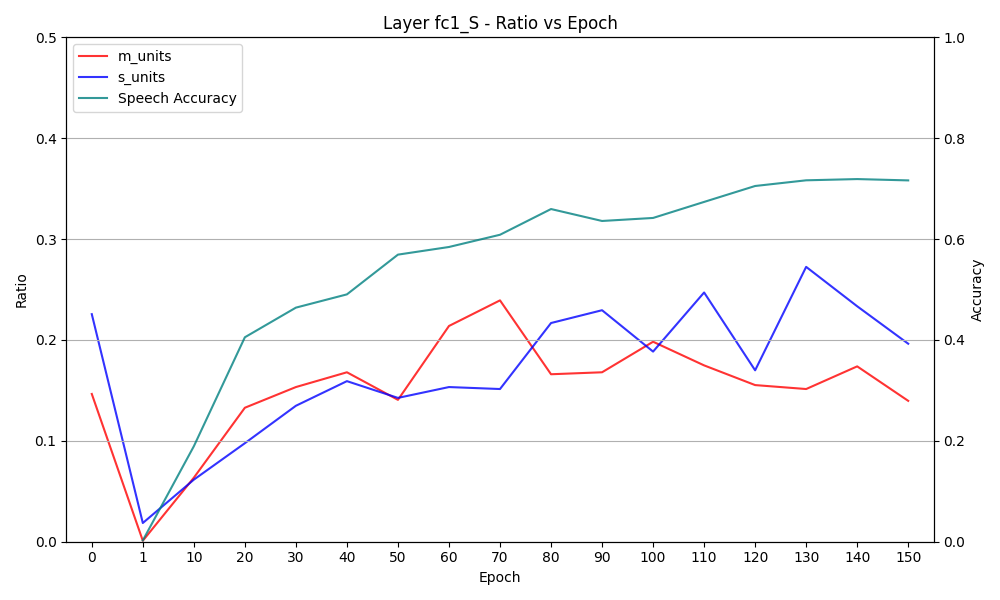 Layer fc1_S - Ratio vs Epoch
m_units
s_units
Speech Accuracy
Ratio
0.5
0.4
0.3
0.2
0.1
0.0
1.0
0.8
0.6
0.4
0.2
0.0
Accuracy
0 1 10 20 30 40 50 60 70 80 90 100 110 120 130 140 150
Epoch